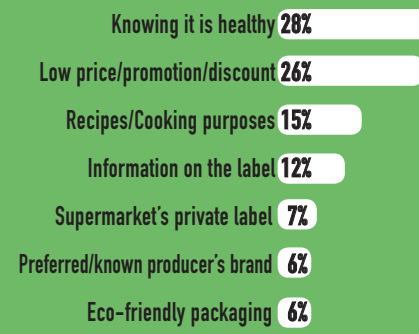 Knowing it is healthy 28%
Low price/promotion/discount 26%
Recipes/Cooking purposes 15%
Information on the label 12%
Supermarket's private label 7%
Preferred/known producer's brand 6%
Eco-friendly packaging 6%